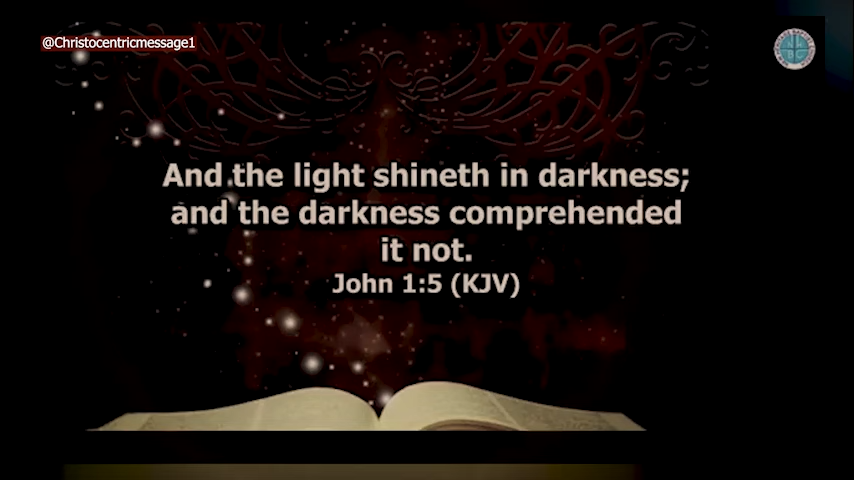 @Christocentricmessage1
And the light shineth in darkness;
and the darkness comprehended
it not.
John 1:5 (KJV)